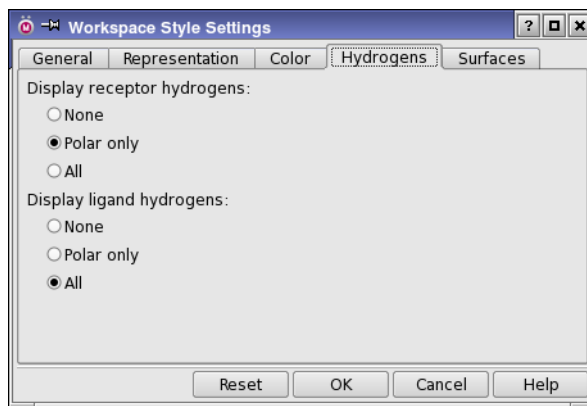 Workspace Style Settings
General Representation Color Hydrogens Surfaces
Display receptor hydrogens:
None
Polar only
All
Display ligand hydrogens:
None
Polar only
All
Reset OK Cancel Help